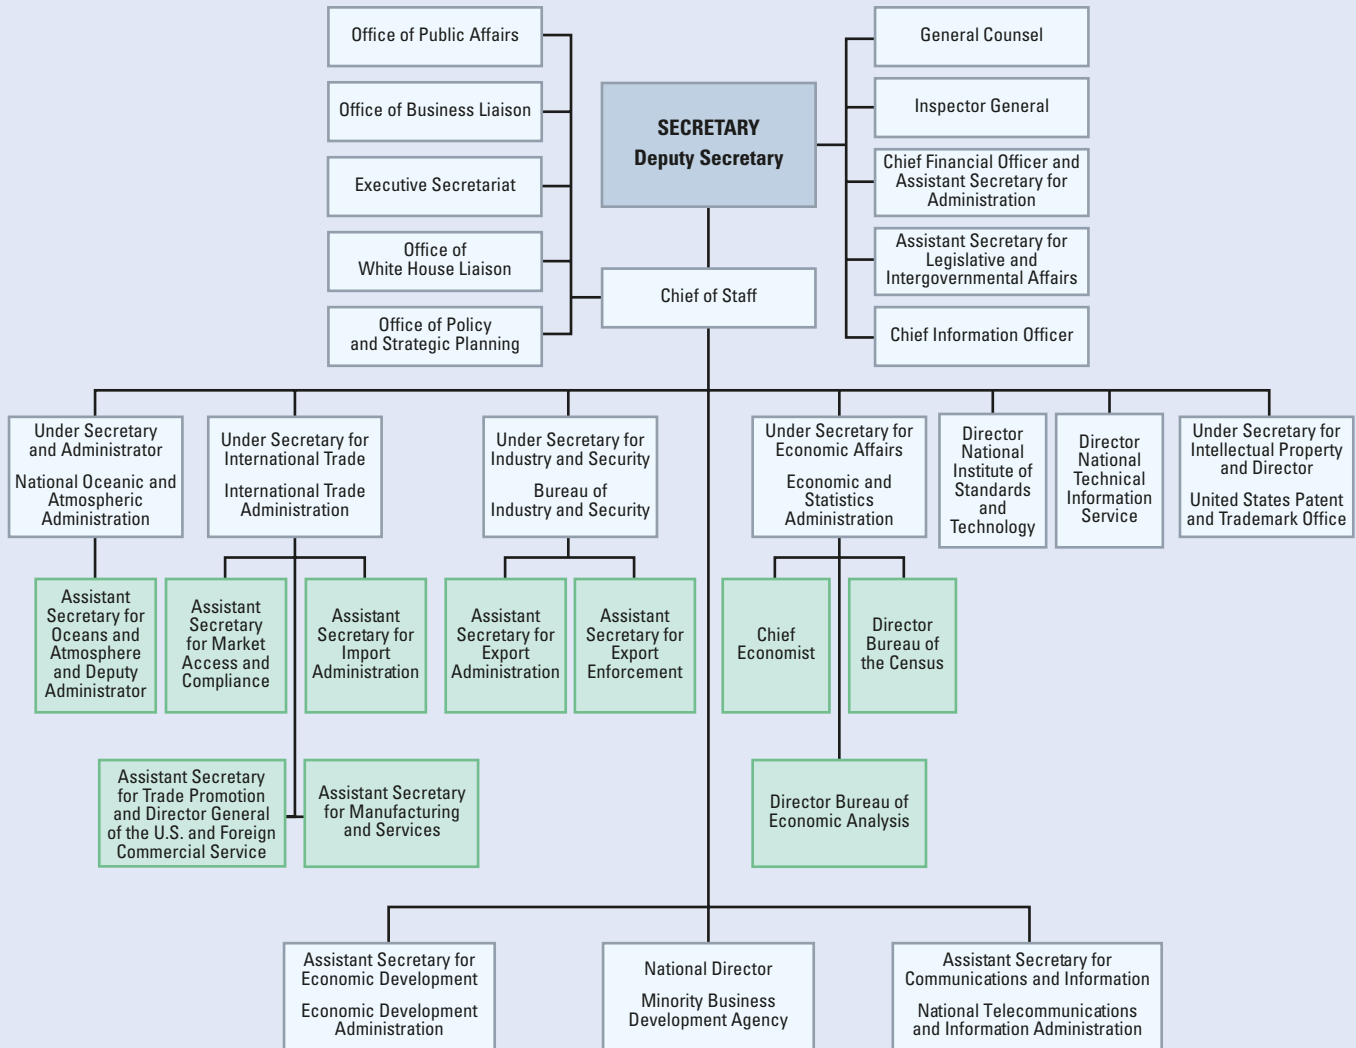 Office of Public Affairs
Office of Business Liaison
Executive Secretariat
Office of
White House Liaison
Office of Policy
and Strategic Planning
SECRETARY
Deputy Secretary
Chief of Staff
General Counsel
Inspector General
Chief Financial Officer and
Assistant Secretary for
Administration
Assistant Secretary for
Legislative and
Intergovernmental Affairs
Chief Information Officer
Under Secretary
and Administrator
National Oceanic and
Atmospheric
Administration
Under Secretary for
International Trade
International Trade
Administration
Under Secretary for
Industry and Security
Bureau of
Industry and Security
Under Secretary for
Economic Affairs
Economic and
Statistics
Administration
Director
National
Institute of
Standards
and
Technology
Director
National
Technical
Information
Service
Under Secretary for
Intellectual Property
and Director
United States Patent
and Trademark Office
Assistant
Secretary for
Oceans and
Atmosphere
and Deputy
Administrator
Assistant
Secretary
for Market
Access and
Compliance
Assistant
Secretary for
Import
Administration
Assistant
Secretary for
Export
Administration
Assistant
Secretary for
Export
Enforcement
Chief
Economist
Director
Bureau of
the Census
Assistant Secretary
for Trade Promotion
and Director General
of the U.S. and Foreign
Commercial Service
Assistant Secretary
for Manufacturing
and Services
Director Bureau of
Economic Analysis
Assistant Secretary for
Economic Development
Economic Development
Administration
National Director
Minority Business
Development Agency
Assistant Secretary for
Communications and Information
National Telecommunications
and Information Administration